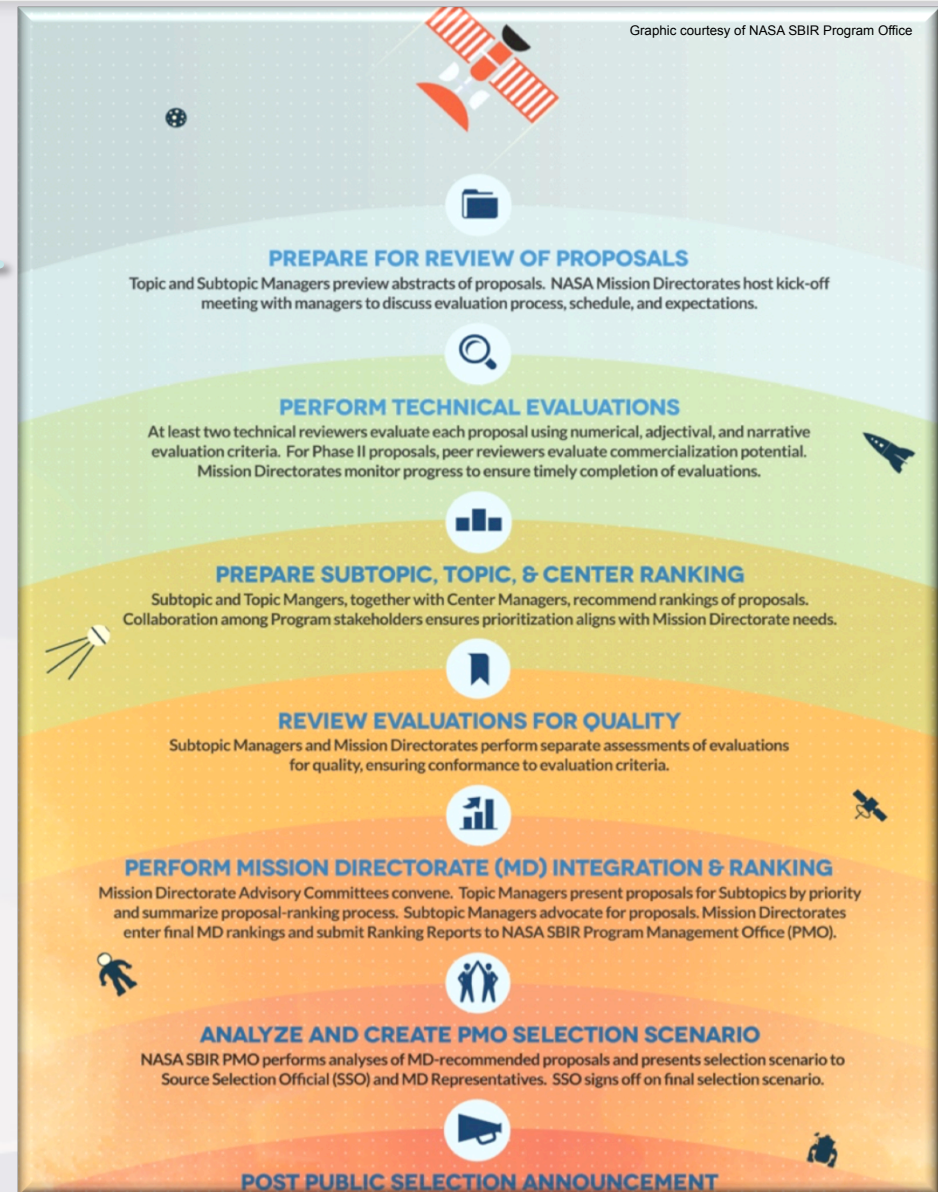 Graphic courtesy of NASA SBIR Program Office
PREPARE FOR REVIEW OF PROPOSALS
Topic and Subtopic Managers preview abstracts of proposals. NASA Mission Directorates host kick-off
meeting with managers to discuss evaluation process, schedule, and expectations.
PERFORM TECHNICAL EVALUATIONS
At least two technical reviewers evaluate each proposal using numerical, adjectival, and narrative
evaluation criteria. For Phase II proposals, peer reviewers evaluate commercialization potential.
Mission Directorates monitor progress to ensure timely completion of evaluations.
PREPARE SUBTOPIC, TOPIC, & CENTER RANKING
Subtopic and Topic Mangers, together with Center Managers, recommend rankings of proposals.
Collaboration among Program stakeholders ensures prioritization aligns with Mission Directorate needs.
REVIEW EVALUATIONS FOR QUALITY
Subtopic Managers and Mission Directorates perform separate assessments of evaluations
for quality, ensuring conformance to evaluation criteria.
PERFORM MISSION DIRECTORATE (MD) INTEGRATION & RANKING
Mission Directorate Advisory Committees convene. Topic Managers present proposals for Subtopics by priority
and summarize proposal-ranking process. Subtopic Managers advocate for proposals. Mission Directorates
enter final MD rankings and submit Ranking Reports to NASA SBIR Program Management Office (PMO).
ANALYZE AND CREATE PMO SELECTION SCENARIO
NASA SBIR PMO performs analyses of MD-recommended proposals and presents selection scenario to
Source Selection Official (SSO) and MD Representatives. SSO signs off on final selection scenario.
POST PUBLIC SELECTION ANNOUNCEMENT